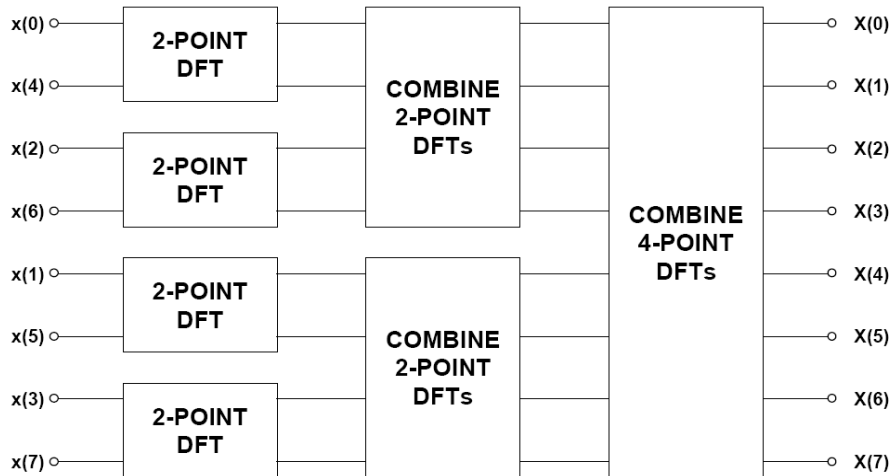 x(0)
x(4)
x(2)
x(6)
x(1)
x(5)
x(3)
x(7)
2-POINT
DFT
2-POINT
DFT
2-POINT
DFT
2-POINT
DFT
COMBINE
2-POINT
DFTs
COMBINE
2-POINT
DFTs
COMBINE
4-POINT
DFTs
X(0)
X(1)
X(2)
X(3)
X(4)
X(5)
X(6)
X(7)